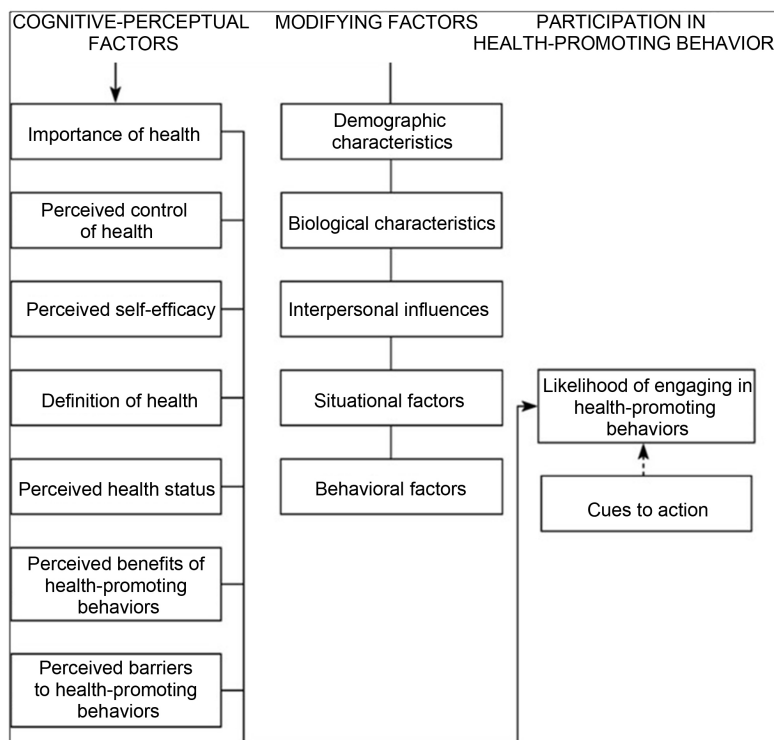 COGNITIVE-PERCEPTUAL
FACTORS
MODIFYING FACTORS
PARTICIPATION IN
HEALTH-PROMOTING BEHAVIOR
Importance of health
Perceived control
of health
Perceived self-efficacy
Definition of health
Perceived health status
Perceived benefits of
health-promoting
behaviors
Perceived barriers
to health-promoting
behaviors
Demographic
characteristics
Biological characteristics
Interpersonal influences
Situational factors
Behavioral factors
Likelihood of engaging in
health-promoting
behaviors
Cues to action